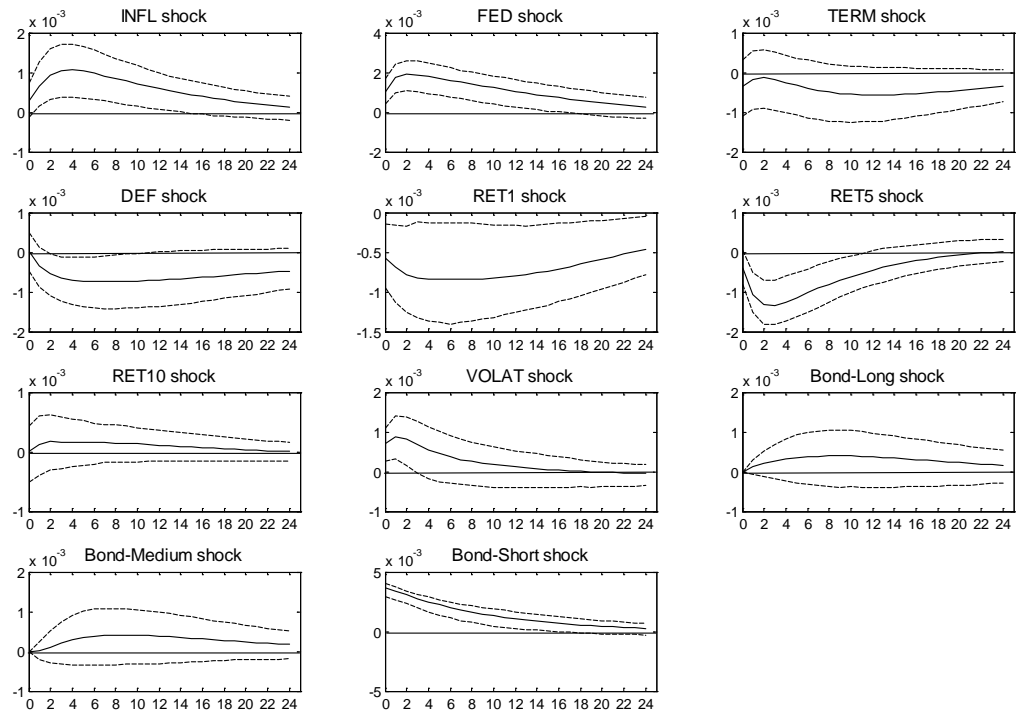 INFL shock
x 10^-3
2
1
0
-1
0 2 4 6 8 10 12 14 16 18 20 22 24
FED shock
x 10^-3
4
2
0
-2
0 2 4 6 8 10 12 14 16 18 20 22 24
TERM shock
x 10^-3
1
0
-1
-2
0 2 4 6 8 10 12 14 16 18 20 22 24
DEF shock
x 10^-3
1
0
-1
-2
0 2 4 6 8 10 12 14 16 18 20 22 24
RET1 shock
x 10^-3
0
-0.5
-1
-1.5
0 2 4 6 8 10 12 14 16 18 20 22 24
RET5 shock
x 10^-3
1
0
-1
-2
0 2 4 6 8 10 12 14 16 18 20 22 24
RET10 shock
x 10^-3
1
0
-1
0 2 4 6 8 10 12 14 16 18 20 22 24
VOLAT shock
x 10^-3
2
1
0
-1
0 2 4 6 8 10 12 14 16 18 20 22 24
Bond-Long shock
x 10^-3
2
1
0
-1
0 2 4 6 8 10 12 14 16 18 20 22 24
Bond-Medium shock
x 10^-3
2
1
0
-1
0 2 4 6 8 10 12 14 16 18 20 22 24
Bond-Short shock
x 10^-3
5
0
-5
0 2 4 6 8 10 12 14 16 18 20 22 24